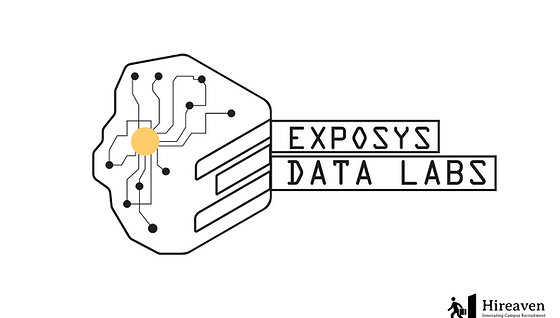 EXPOSYS
DATA LABS
Hireaven
Innovating Campus Recruitment